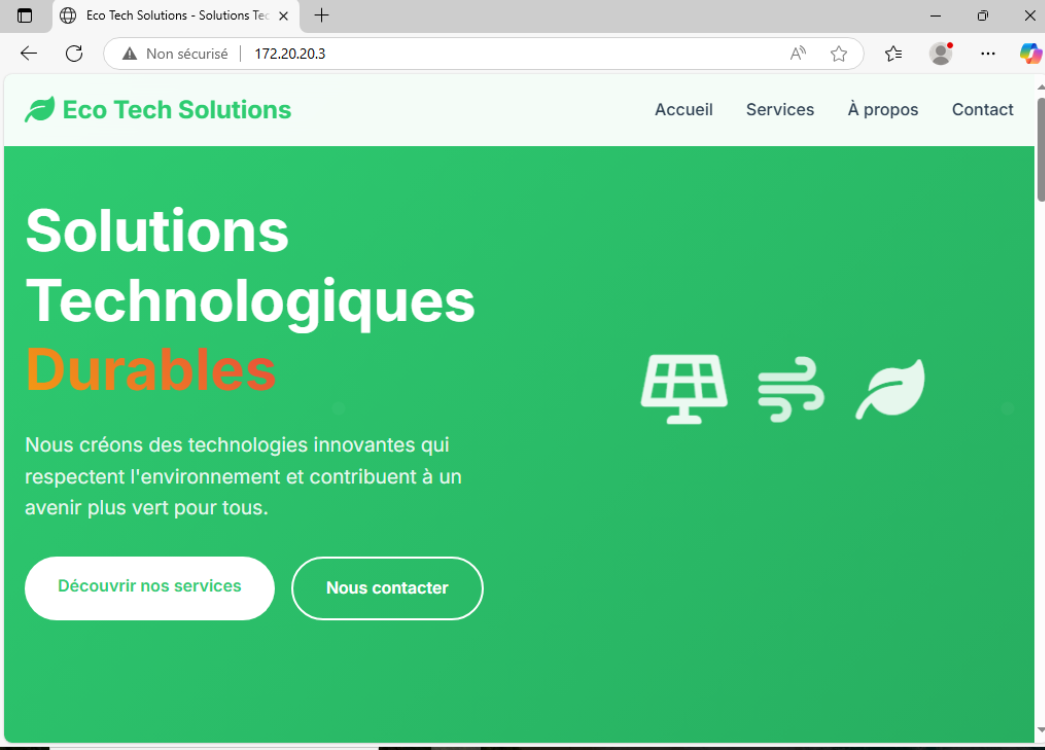 Eco Tech Solutions - Solutions Tec
Non sécurisé
172.20.20.3
Eco Tech Solutions
Accueil
Services
À propos
Contact
Solutions
Technologiques
Durables
Nous créons des technologies innovantes qui
respectent l'environnement et contribuent à un
avenir plus vert pour tous.
Découvrir nos services
Nous contacter